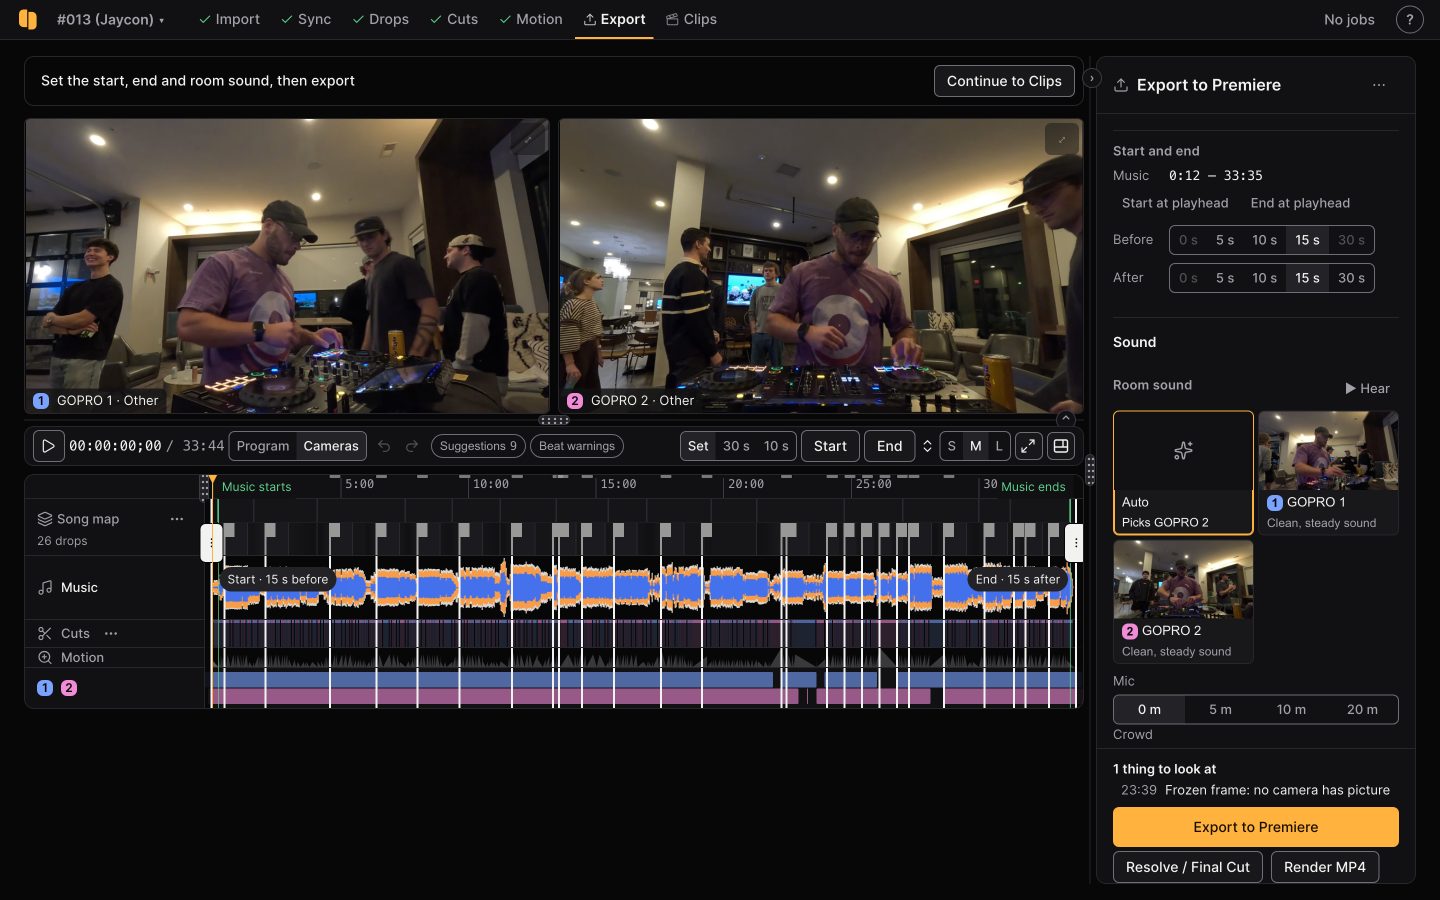 #013 (Jaycon)
Import
Sync
Drops
Cuts
Motion
Export
Clips
No jobs
?
Set the start, end and room sound, then export
Continue to Clips
1 GOPRO 1 · Other
2 GOPRO 2 · Other
00:00:00;00 / 33:44
Program
Cameras
Suggestions 9
Beat warnings
Set 30 s 10 s
Start
End
S M L
Music starts
5:00
10:00
15:00
20:00
25:00
30
Music ends
Song map
26 drops
Start · 15 s before
End · 15 s after
Music
Cuts
Motion
1 2
Export to Premiere
Start and end
Music 0:12 – 33:35
Start at playhead
End at playhead
Before 0 s 5 s 10 s 15 s 30 s
After 0 s 5 s 10 s 15 s 30 s
Sound
Room sound
Hear
Auto
Picks GOPRO 2
1 GOPRO 1
Clean, steady sound
2 GOPRO 2
Clean, steady sound
Mic
0 m 5 m 10 m 20 m
Crowd
1 thing to look at
23:39 Frozen frame: no camera has picture
Export to Premiere
Resolve / Final Cut
Render MP4